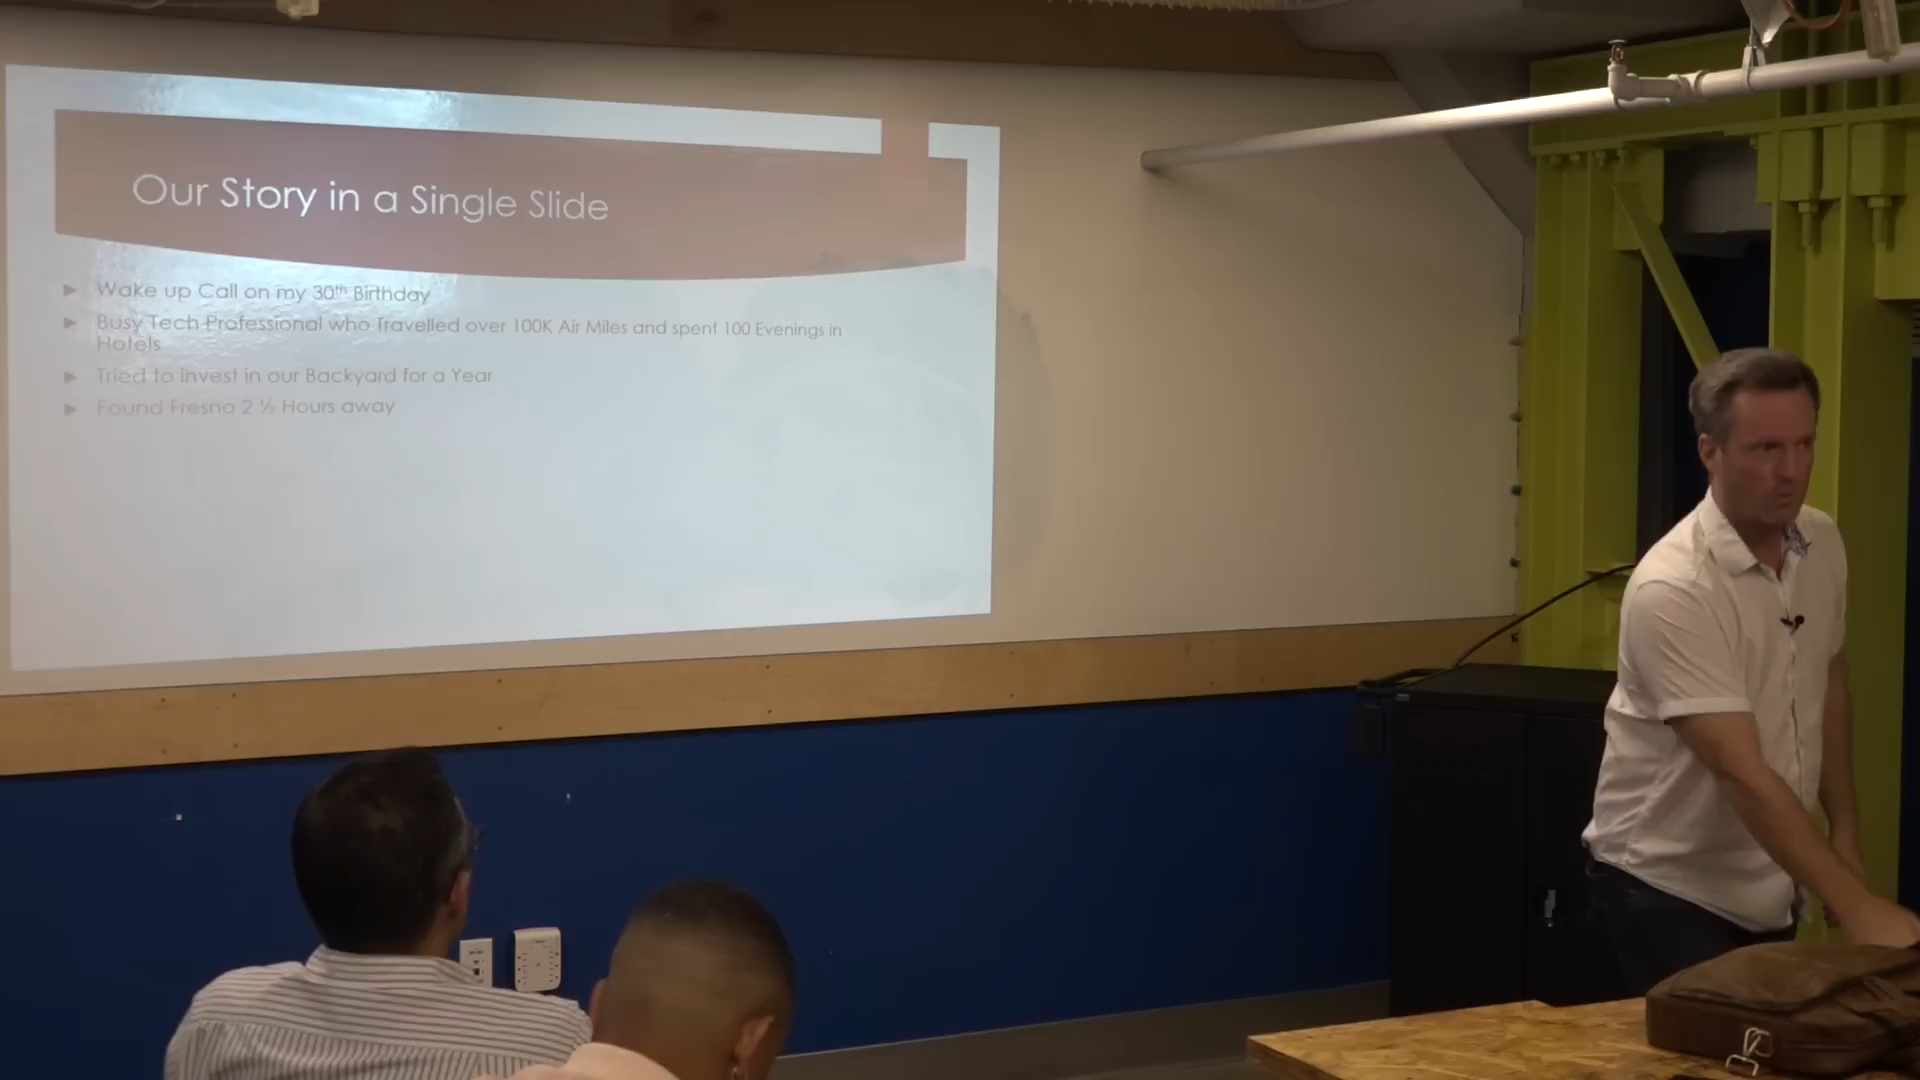 Our Story in a Single Slide
Wake up Call on my 30th Birthday
Busy Tech Professional who Travelled over 100K Air Miles and spent 100 Evenings in
Hotels
Tried to invest in our Backyard for a Year
Found Fresno 2 ½ Hours away